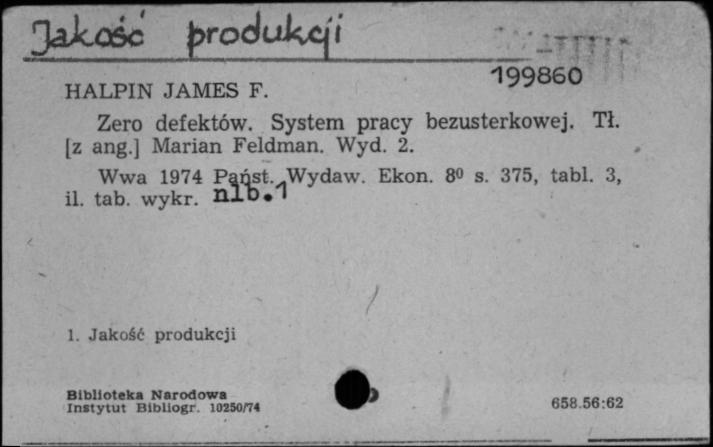 Jakość produkcji
199860
HALPIN JAMES F.
Zero defektów. System pracy bezusterkowej. Tł.
[z ang.] Marian Feldman. Wyd. 2.
Wwa 1974 Państ. Wydaw. Ekon. 8⁰ s. 375, tabl. 3,
il. tab. wykr. nlb. 1
1. Jakość produkcji
Biblioteka Narodowa
Instytut Bibliogr. 10250/74
658.56:62